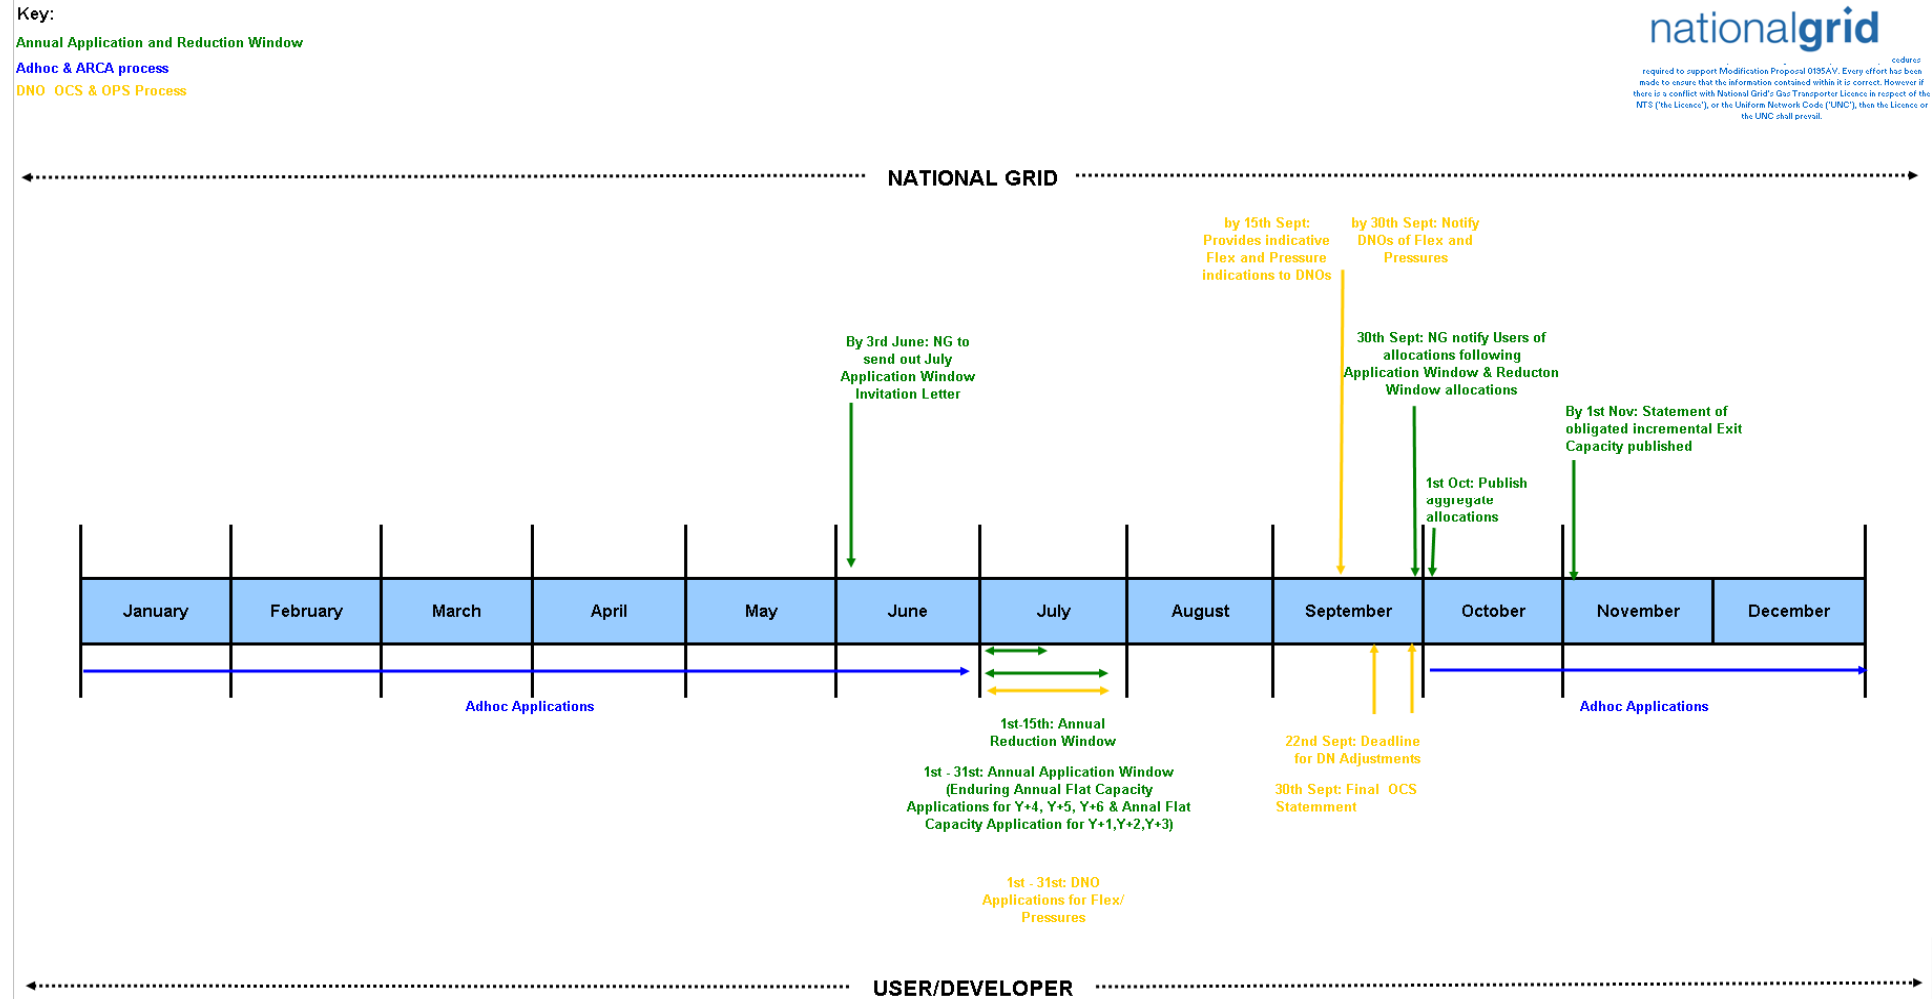 Key:
Annual Application and Reduction Window
Adhoc & ARCA process
DNO OCS & OPS Process
nationalgrid
cedures
required to support Modification Proposal 0195AV. Every effort has been
made to ensure that the information contained within it is correct. However if
there is a conflict with National Grid's Gas Transporter Licence in respect of the
NTS ('the Licence'), or the Uniform Network Code ('UNC'), then the Licence or
the UNC shall prevail.
NATIONAL GRID
by 15th Sept:
Provides indicative
Flex and Pressure
indications to DNOs
by 30th Sept: Notify
DNOs of Flex and
Pressures
By 3rd June: NG to
send out July
Application Window
Invitation Letter
30th Sept: NG notify Users of
allocations following
Application Window & Reducton
Window allocations
By 1st Nov: Statement of
obligated incremental Exit
Capacity published
1st Oct: Publish
aggregate
allocations
January
February
March
April
May
June
July
August
September
October
November
December
Adhoc Applications
Adhoc Applications
1st-15th: Annual
Reduction Window
1st - 31st: Annual Application Window
(Enduring Annual Flat Capacity
Applications for Y+4, Y+5, Y+6 & Annal Flat
Capacity Application for Y+1,Y+2,Y+3)
22nd Sept: Deadline
for DN Adjustments
30th Sept: Final OCS
Statemment
1st - 31st: DNO
Applications for Flex/
Pressures
USER/DEVELOPER